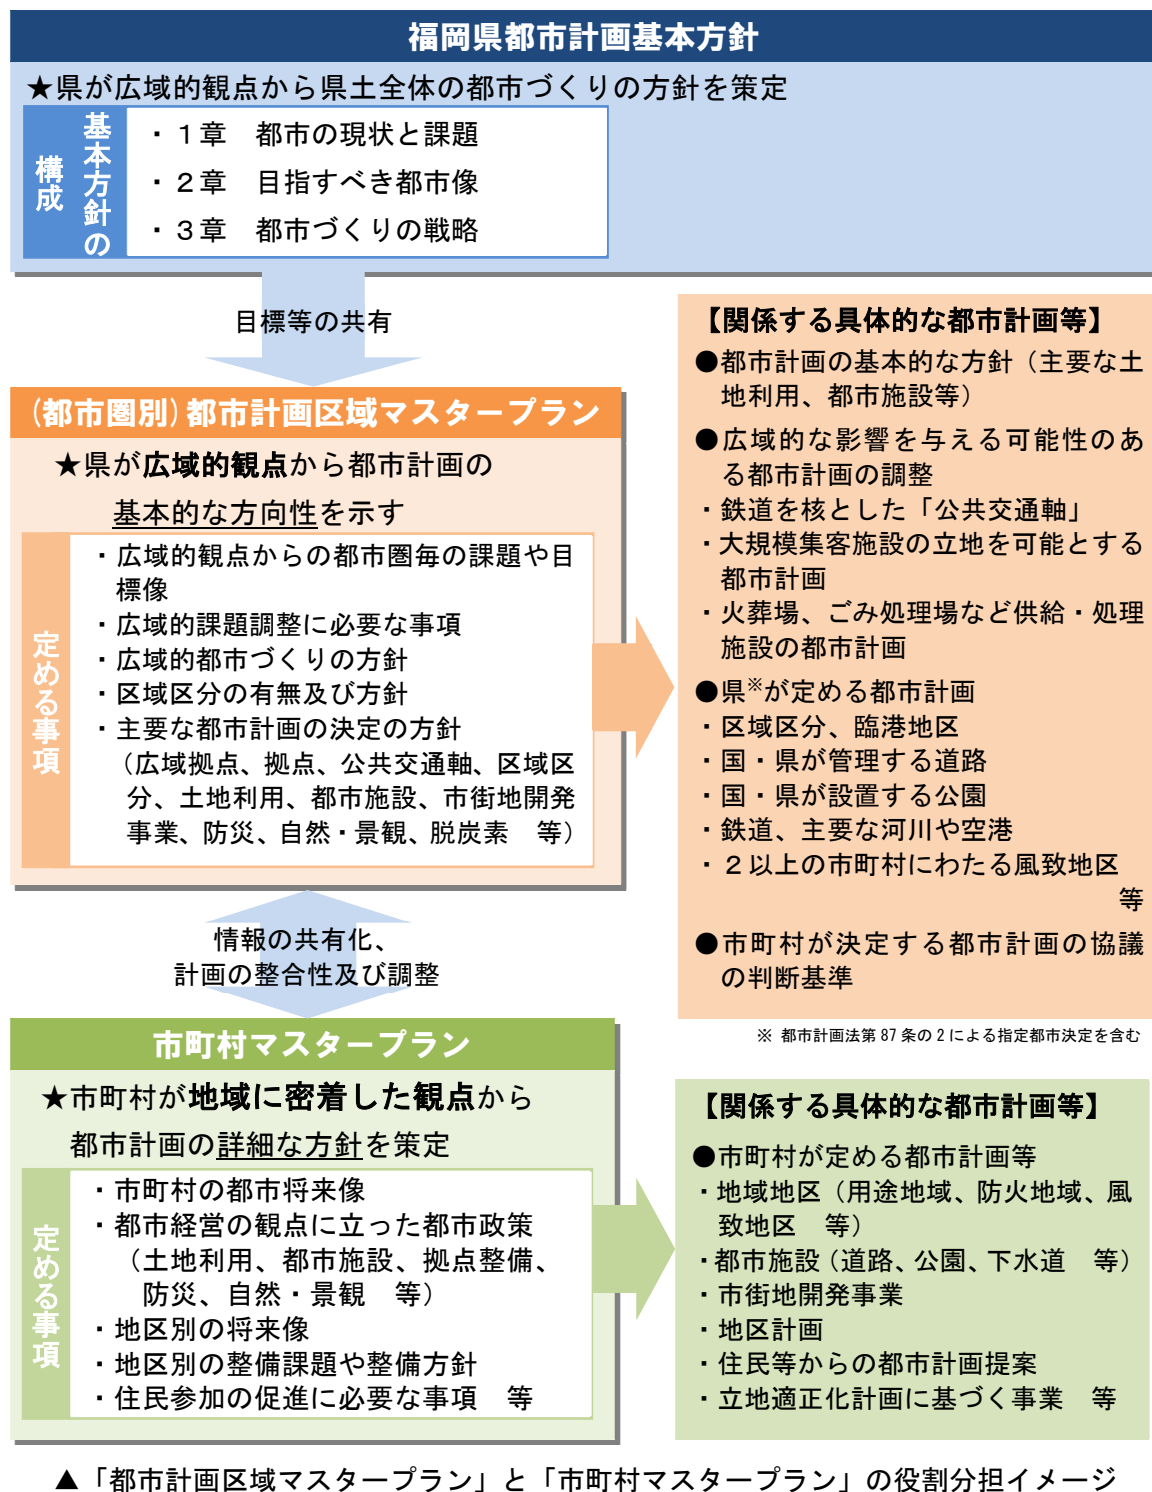 福岡県都市計画基本方針
★県が広域的観点から県土全体の都市づくりの方針を策定
基本方針の
構成
・１章　都市の現状と課題
・２章　目指すべき都市像
・３章　都市づくりの戦略
目標等の共有
(都市圏別)都市計画区域マスタープラン
★県が広域的観点から都市計画の
基本的な方向性を示す
定める事項
・広域的観点からの都市圏毎の課題や目
標像
・広域的課題調整に必要な事項
・広域的都市づくりの方針
・区域区分の有無及び方針
・主要な都市計画の決定の方針
（広域拠点、拠点、公共交通軸、区域区
分、土地利用、都市施設、市街地開発
事業、防災、自然・景観、脱炭素　等）
【関係する具体的な都市計画等】
●都市計画の基本的な方針（主要な土
地利用、都市施設等）
●広域的な影響を与える可能性のあ
る都市計画の調整
・鉄道を核とした「公共交通軸」
・大規模集客施設の立地を可能とする
都市計画
・火葬場、ごみ処理場など供給・処理
施設の都市計画
●県※が定める都市計画
・区域区分、臨港地区
・国・県が管理する道路
・国・県が設置する公園
・鉄道、主要な河川や空港
・２以上の市町村にわたる風致地区
等
●市町村が決定する都市計画の協議
の判断基準
※ 都市計画法第87条の2による指定都市決定を含む
情報の共有化、
計画の整合性及び調整
市町村マスタープラン
★市町村が地域に密着した観点から
都市計画の詳細な方針を策定
定める事項
・市町村の都市将来像
・都市経営の観点に立った都市政策
（土地利用、都市施設、拠点整備、
防災、自然・景観　等）
・地区別の将来像
・地区別の整備課題や整備方針
・住民参加の促進に必要な事項　等
【関係する具体的な都市計画等】
●市町村が定める都市計画等
・地域地区（用途地域、防火地域、風
致地区　等）
・都市施設（道路、公園、下水道　等）
・市街地開発事業
・地区計画
・住民等からの都市計画提案
・立地適正化計画に基づく事業　等
▲「都市計画区域マスタープラン」と「市町村マスタープラン」の役割分担イメージ